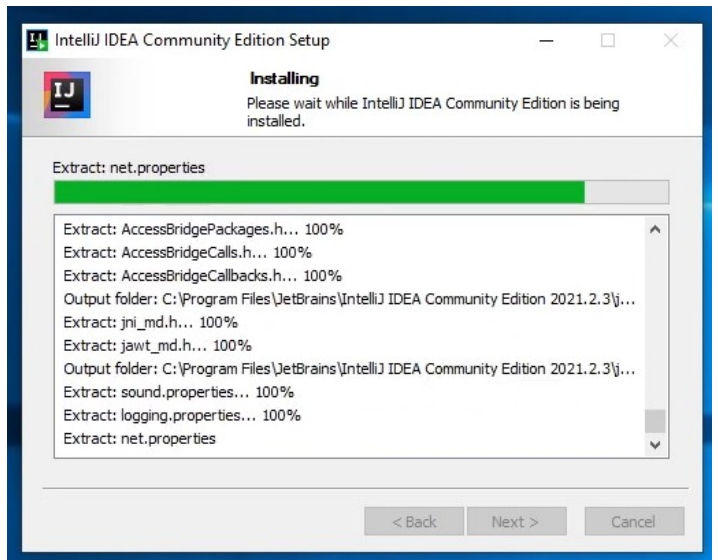 IntelliJ IDEA Community Edition Setup
IJ
Installing
Please wait while IntelliJ IDEA Community Edition is being
installed.
Extract: net.properties
Extract: AccessBridgePackages.h... 100%
Extract: AccessBridgeCalls.h... 100%
Extract: AccessBridgeCallbacks.h... 100%
Output folder: C:\Program Files\JetBrains\IntelliJ IDEA Community Edition 2021.2.3\j...
Extract: jni_md.h... 100%
Extract: jawt_md.h... 100%
Output folder: C:\Program Files\JetBrains\IntelliJ IDEA Community Edition 2021.2.3\j...
Extract: sound.properties... 100%
Extract: logging.properties... 100%
Extract: net.properties
< Back Next > Cancel